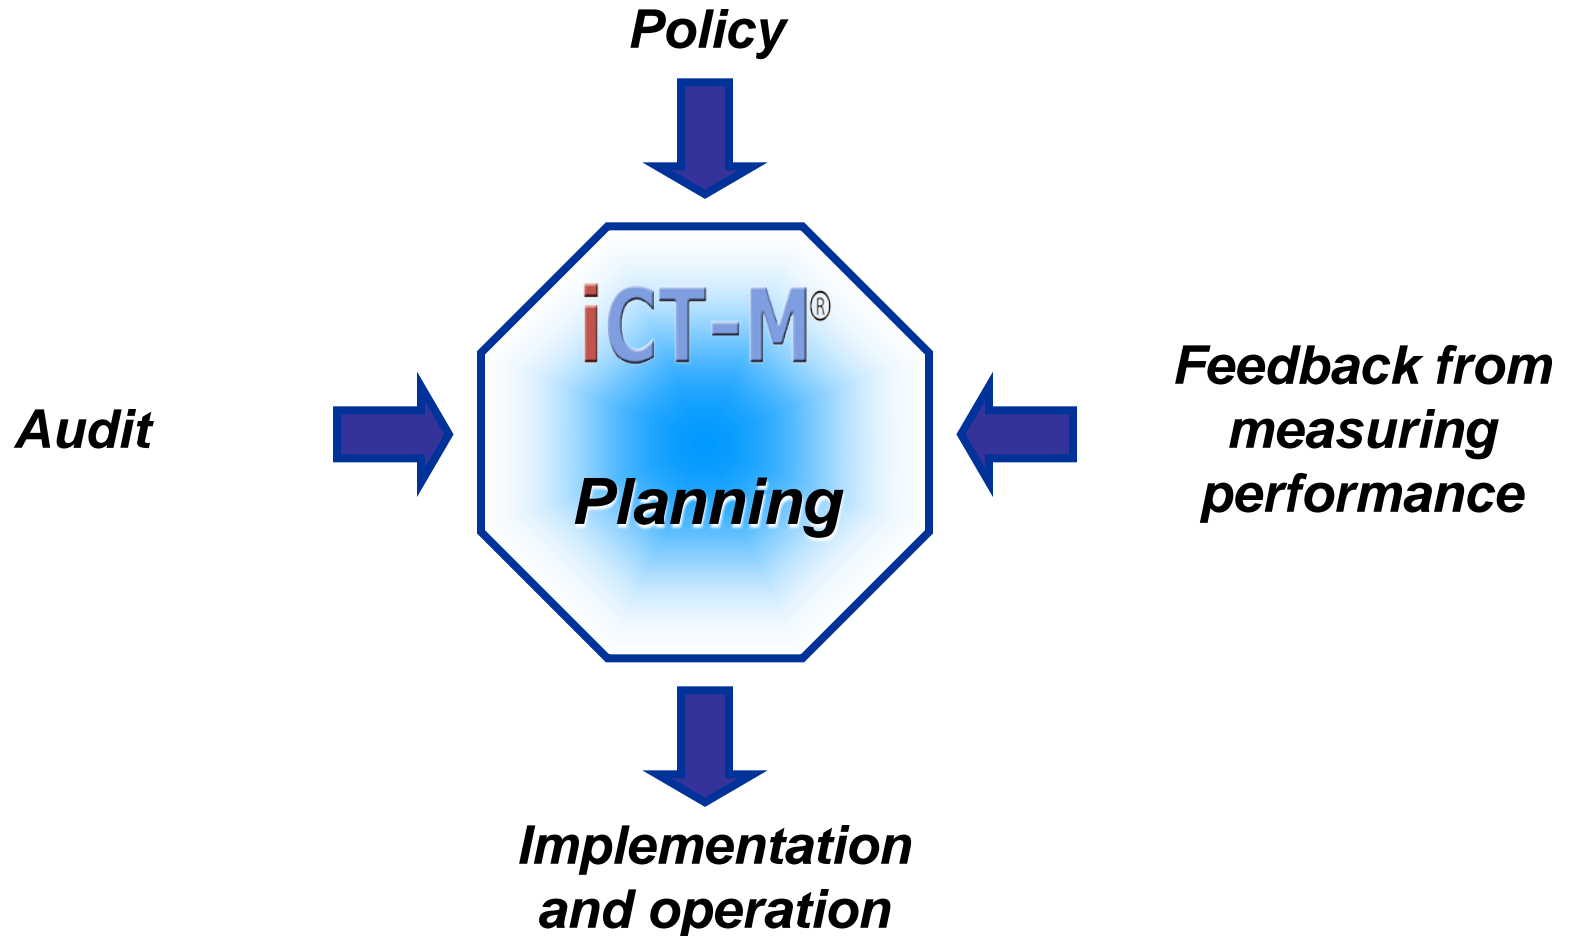 Policy
iCT-M®
Audit
Planning
Feedback from
measuring
performance
Implementation
and operation